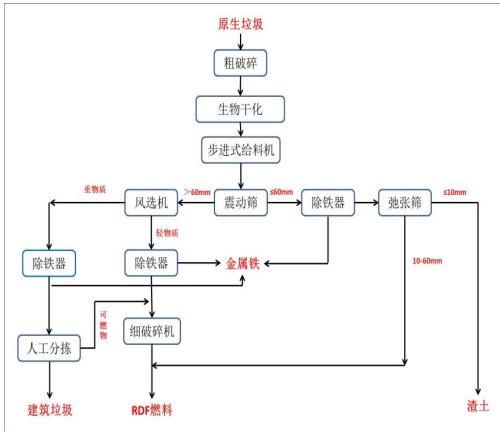 原生垃圾
粗破碎
生物干化
步进式给料机
重物质
风选机
>60mm
震动筛
≤60mm
除铁器
弛张筛
≤10mm
轻物质
除铁器
除铁器
金属铁
10-60mm
可燃物
人工分拣
细破碎机
建筑垃圾
RDF燃料
渣土